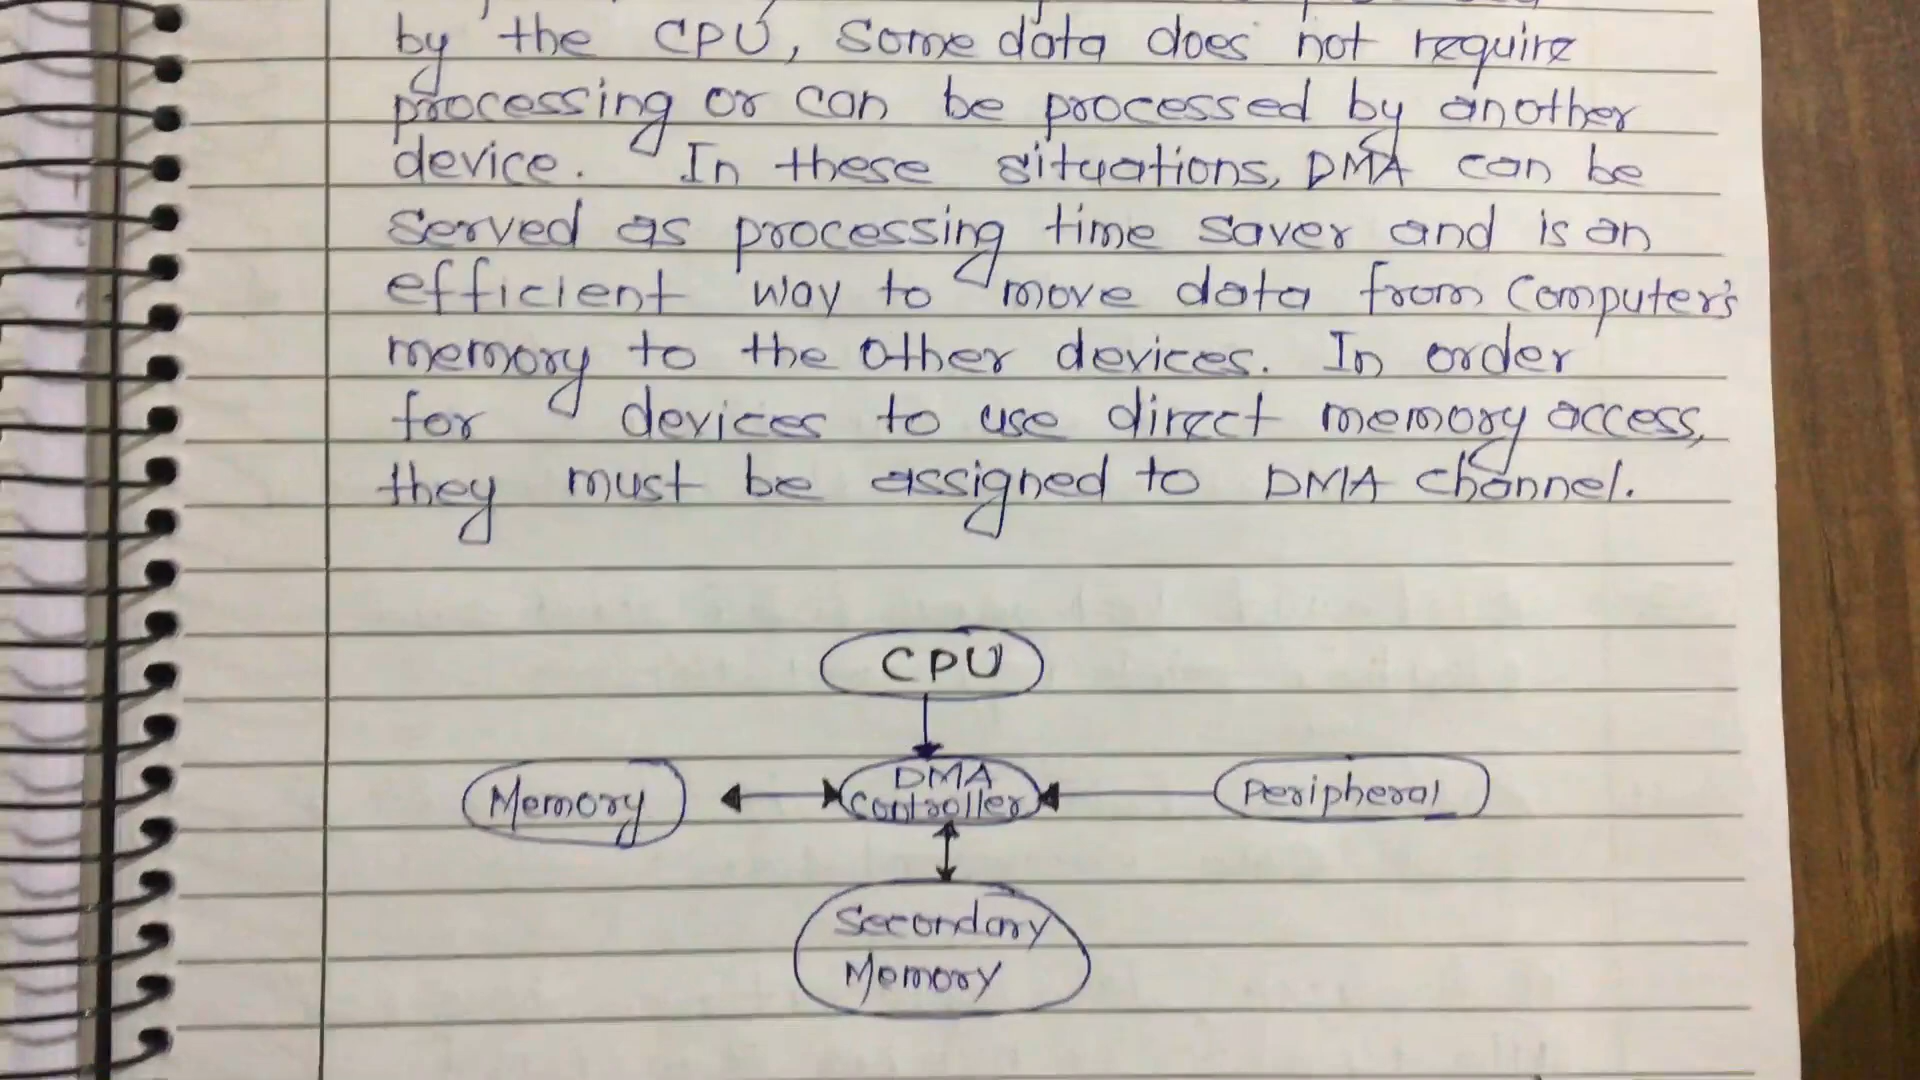 by the CPU, some data does not require
processing or can be processed by another
device. In these situations, DMA can be
served as processing time saver and is an
efficient way to move data from Computer's
memory to the other devices. In order
for devices to use direct memory access,
they must be assigned to DMA channel.
CPU
Memory
DMA
Controller
Peripheral
Secondary
Memory